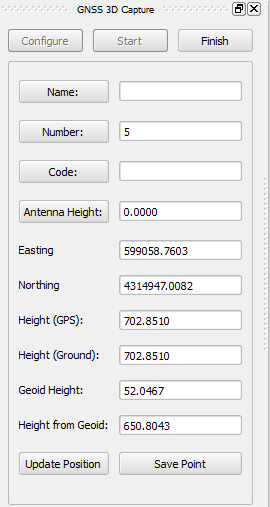 GNSS 3D Capture
Configure Start Finish
Name:
Number: 5
Code:
Antenna Height: 0.0000
Easting 599058.7603
Northing 4314947.0082
Height (GPS): 702.8510
Height (Ground): 702.8510
Geoid Height: 52.0467
Height from Geoid: 650.8043
Update Position Save Point